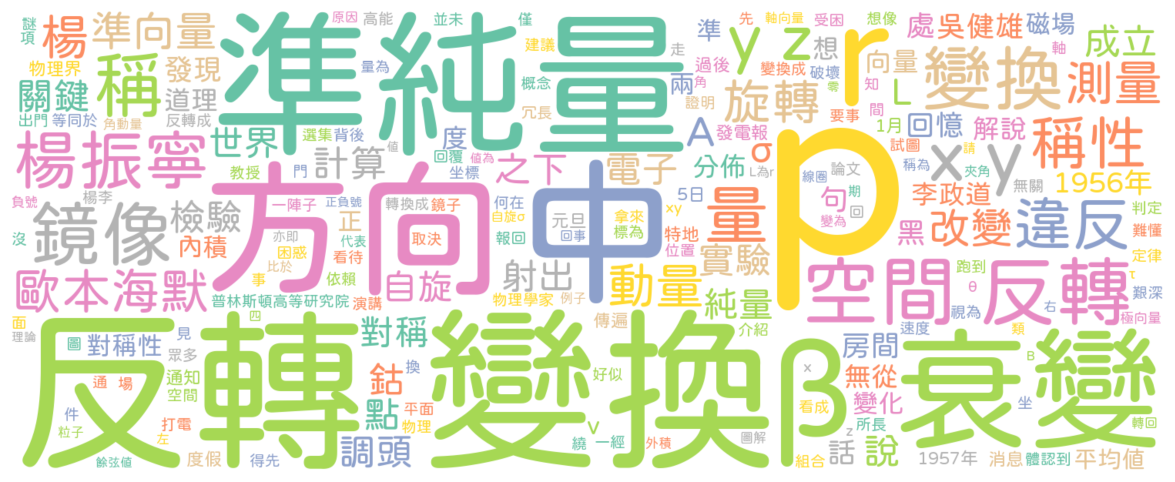 謎 楊 準向量 原因 高能 並未 僅 先 軸向量 受困 想像 處 吳健雄 磁場
項 物理界 稱 發現 準純量 建議 走 準 y z r 想 向量 變換 軸 成立
關鍵 道理 量為 概念 兩 過後 變換成 破壞 知 測量
出門 等同於 反轉成 冗長 角 證明 旋轉 零 L 間 試圖
角動量 世界 選集 背後 度 值 A 發電報 要事 1月 回憶 解說 稱性
楊振寧 計算 回覆 值為 之下 電子 分佈 σ p 線圈 論文 稱為 請 夾角 x y 無關 1956年
教授 門 坐標 L為r 句 期 回 李政道
負號 楊李 一陣子 正負號 方向 中 5日 xy 量 變為 判定
鏡像 檢驗 正 轉換成 鏡子 何在 自旋σ 元旦 拿來 標為 特地 黑 改變 違反 難懂
沒 內積 亦即 代表 取決 報回 回事 位置 定律
困惑 看待 射出 實驗 空間反轉 跑到 τ
歐本海默 事 比於 依賴 自旋 物理學家 例子 動量 θ 艱深
面 普林斯頓高等研究院 演講 純量 視為 右 極向量
理論 四 傳遍 介紹 速度 類
反轉變換 圖 對稱性 見 對稱 β衰變 房間 B
眾多 換 鈷 好似 x 無從 件 坐
通 場 通知 空間 點 平面 看成 變化
件 打電 物理 v z 所長 轉回
粒子 左 調頭 繞 一經 外積 圖解 話 說
餘弦值 度假 得先 組合 1957年 消息 體認到 平均値